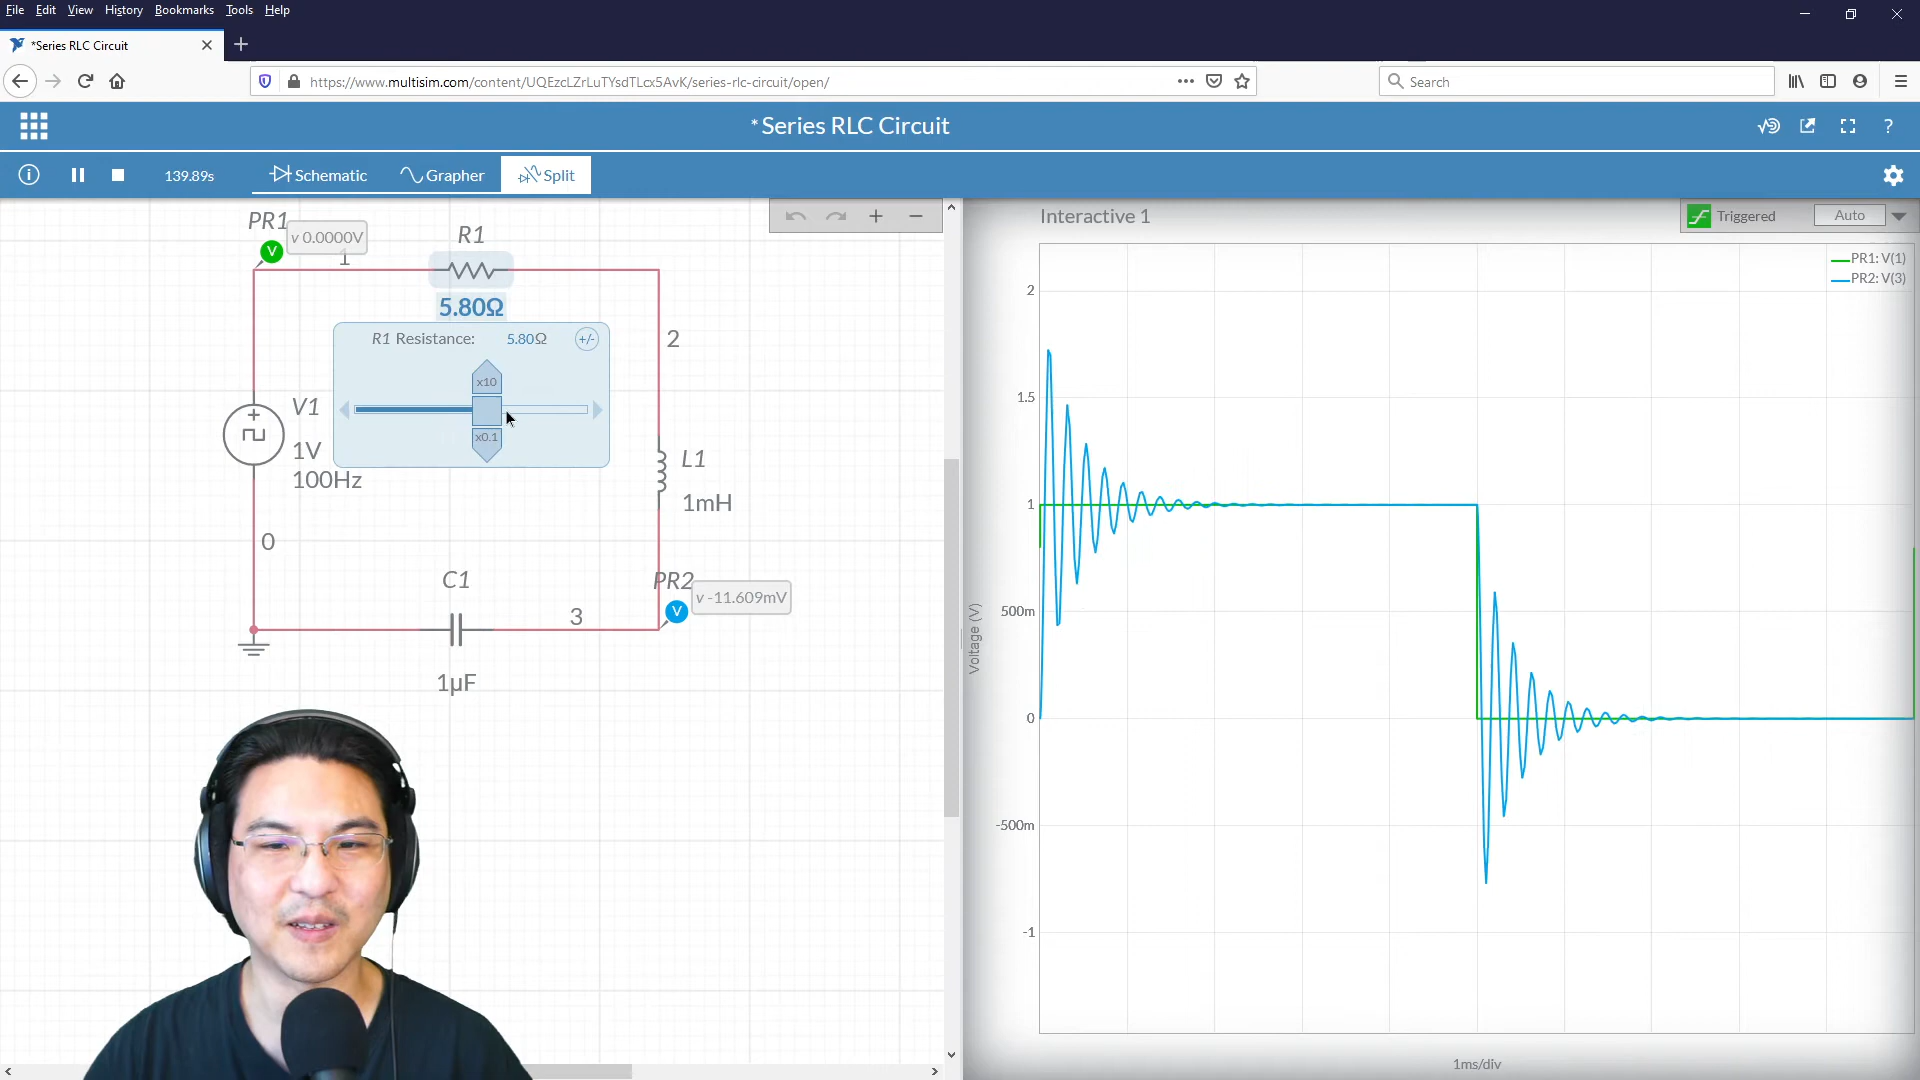 File Edit View History Bookmarks Tools Help
*Series RLC Circuit
https://www.multisim.com/content/UQEzcLZrLuTYsdTLcx5AvK/series-rlc-circuit/open/
Search
*Series RLC Circuit
139.89s
Schematic
Grapher
Split
PR1
v 0.0000V
V
1
R1
5.80Ω
R1 Resistance: 5.80Ω +/-
x10
x0.1
2
V1
1V
100Hz
L1
1mH
0
C1
1µF
3
PR2
v -11.609mV
V
Interactive 1
Triggered
Auto
PR1: V(1)
PR2: V(3)
2
1.5
1
500m
0
-500m
-1
Voltage (V)
1ms/div